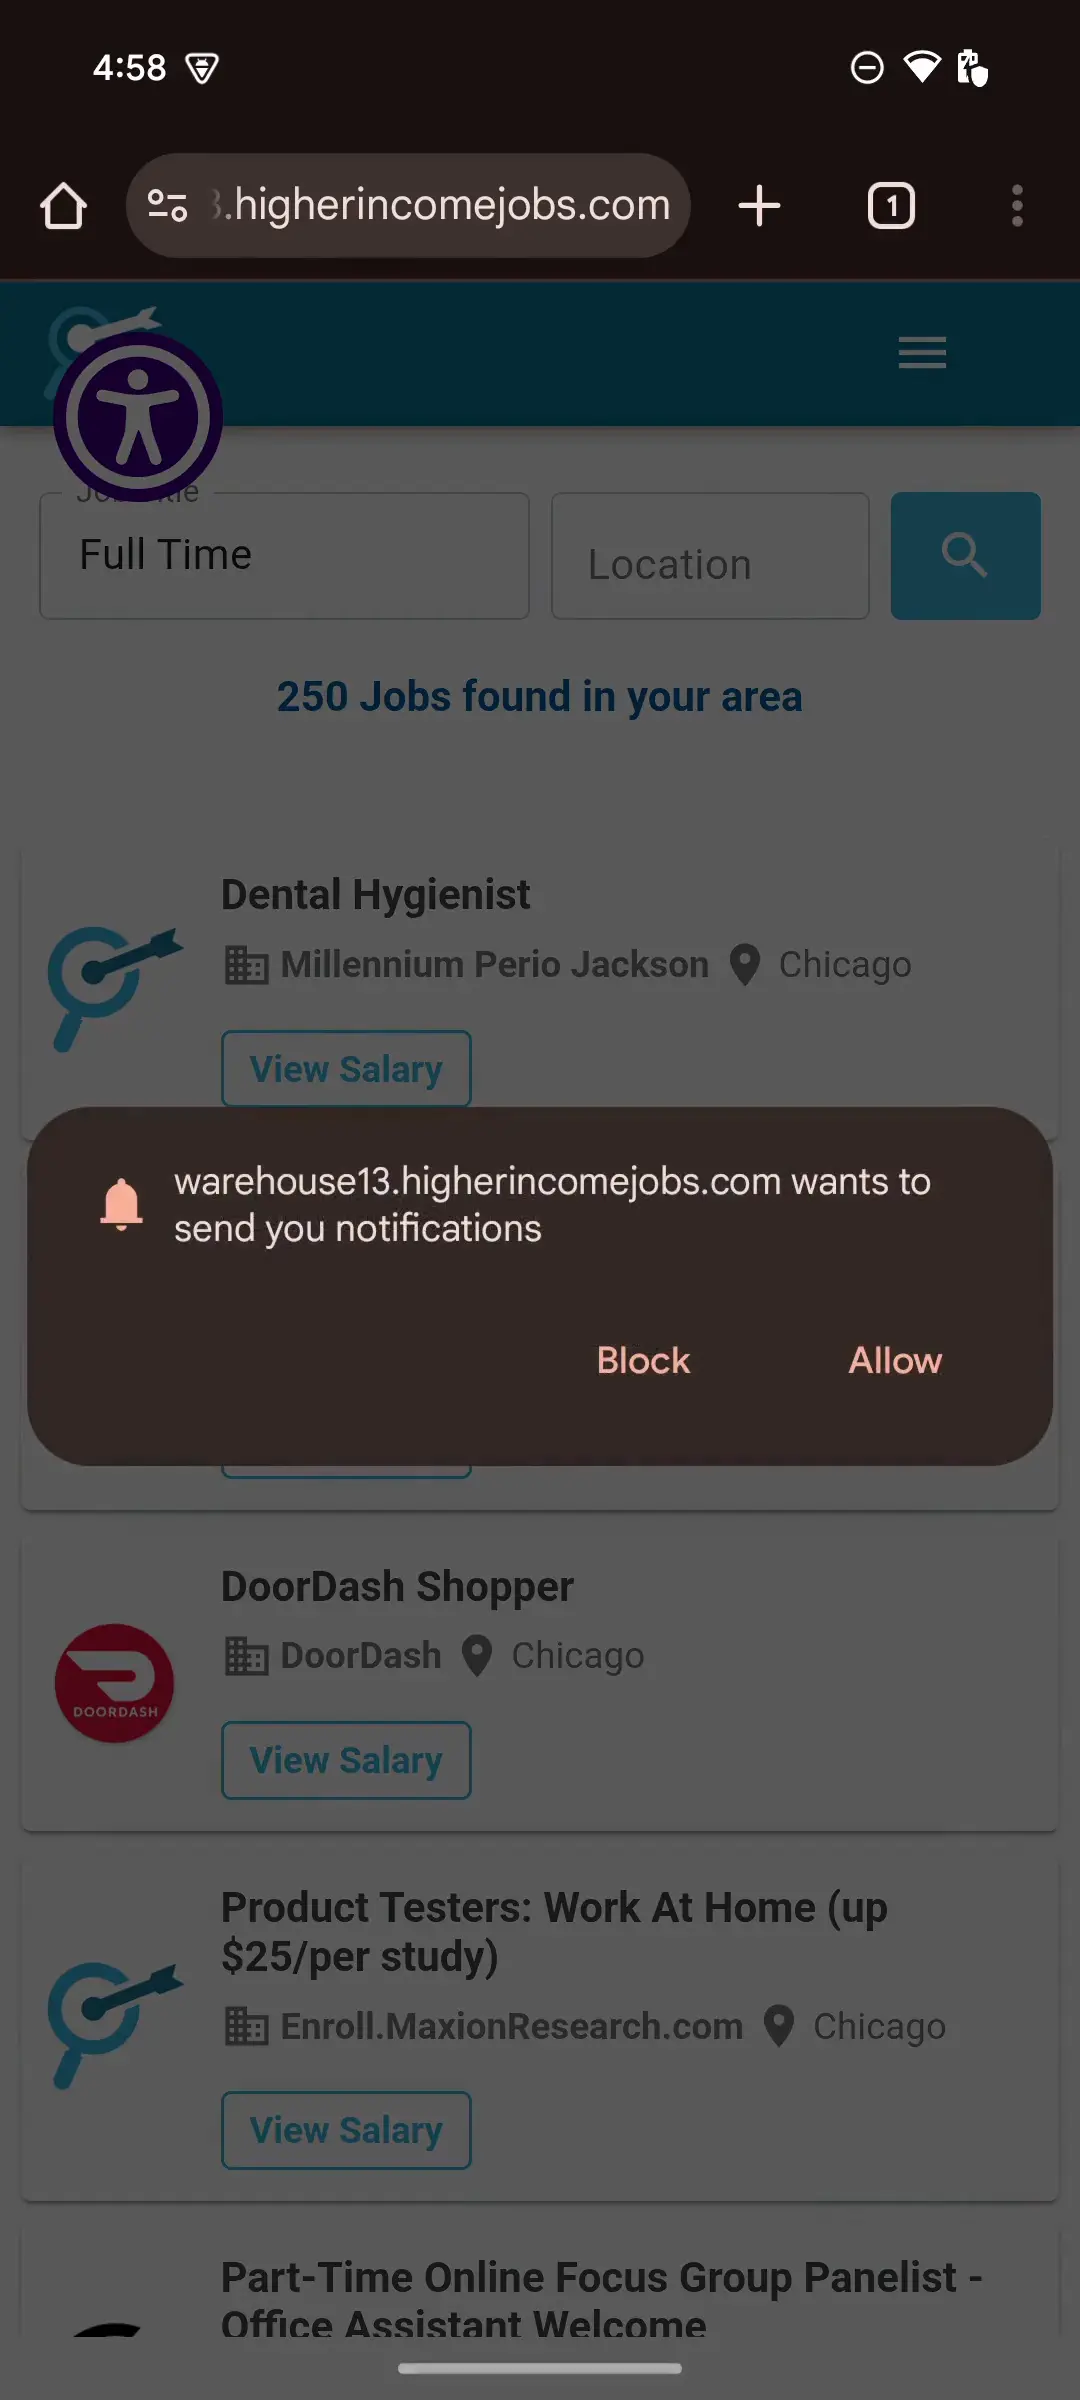 4:58
.higherincomejobs.com
1
Full Time
Location
250 Jobs found in your area
Dental Hygienist
Millennium Perio Jackson Chicago
View Salary
warehouse13.higherincomejobs.com wants to
send you notifications
Block Allow
DoorDash Shopper
DoorDash Chicago
DOORDASH
View Salary
Product Testers: Work At Home (up
$25/per study)
Enroll.MaxionResearch.com Chicago
View Salary
Part-Time Online Focus Group Panelist -
Office Assistant Welcome